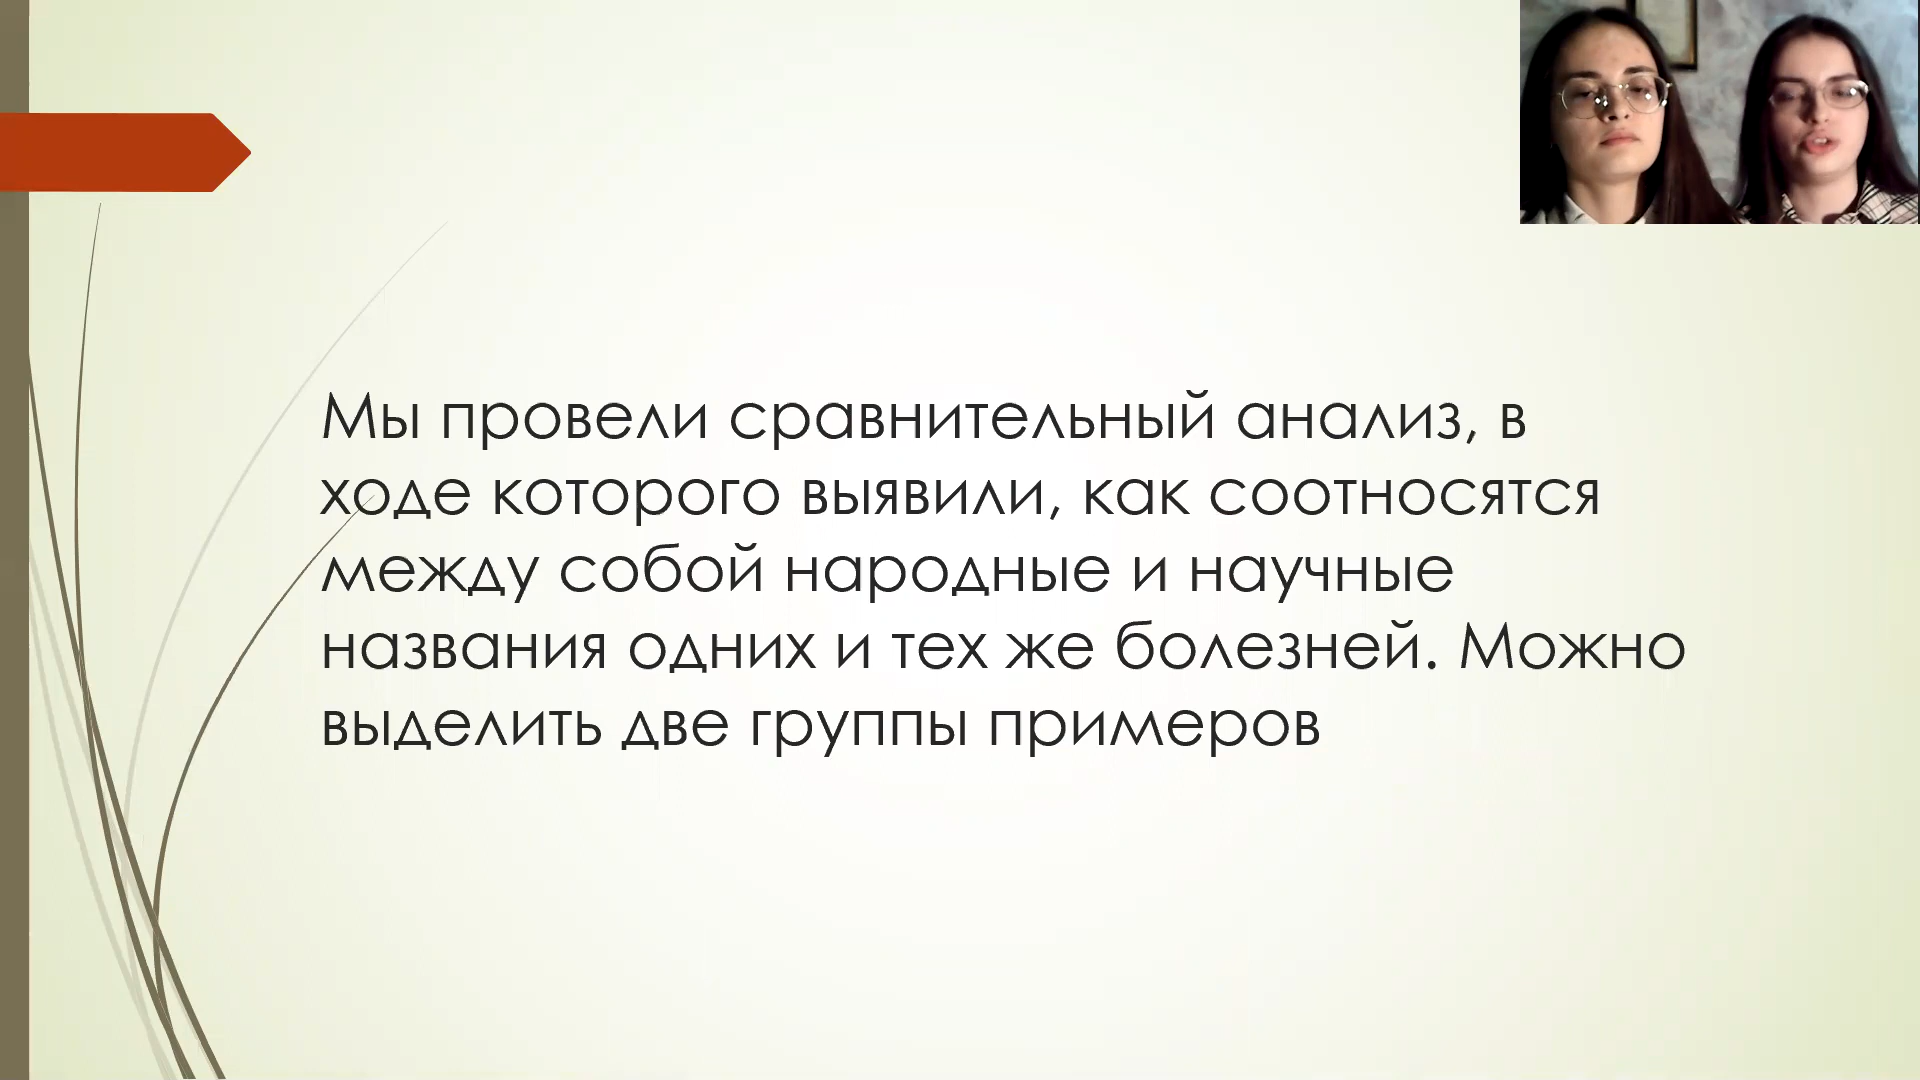 Мы провели сравнительный анализ, в
ходе которого выявили, как соотносятся
между собой народные и научные
названия одних и тех же болезней. Можно
выделить две группы примеров